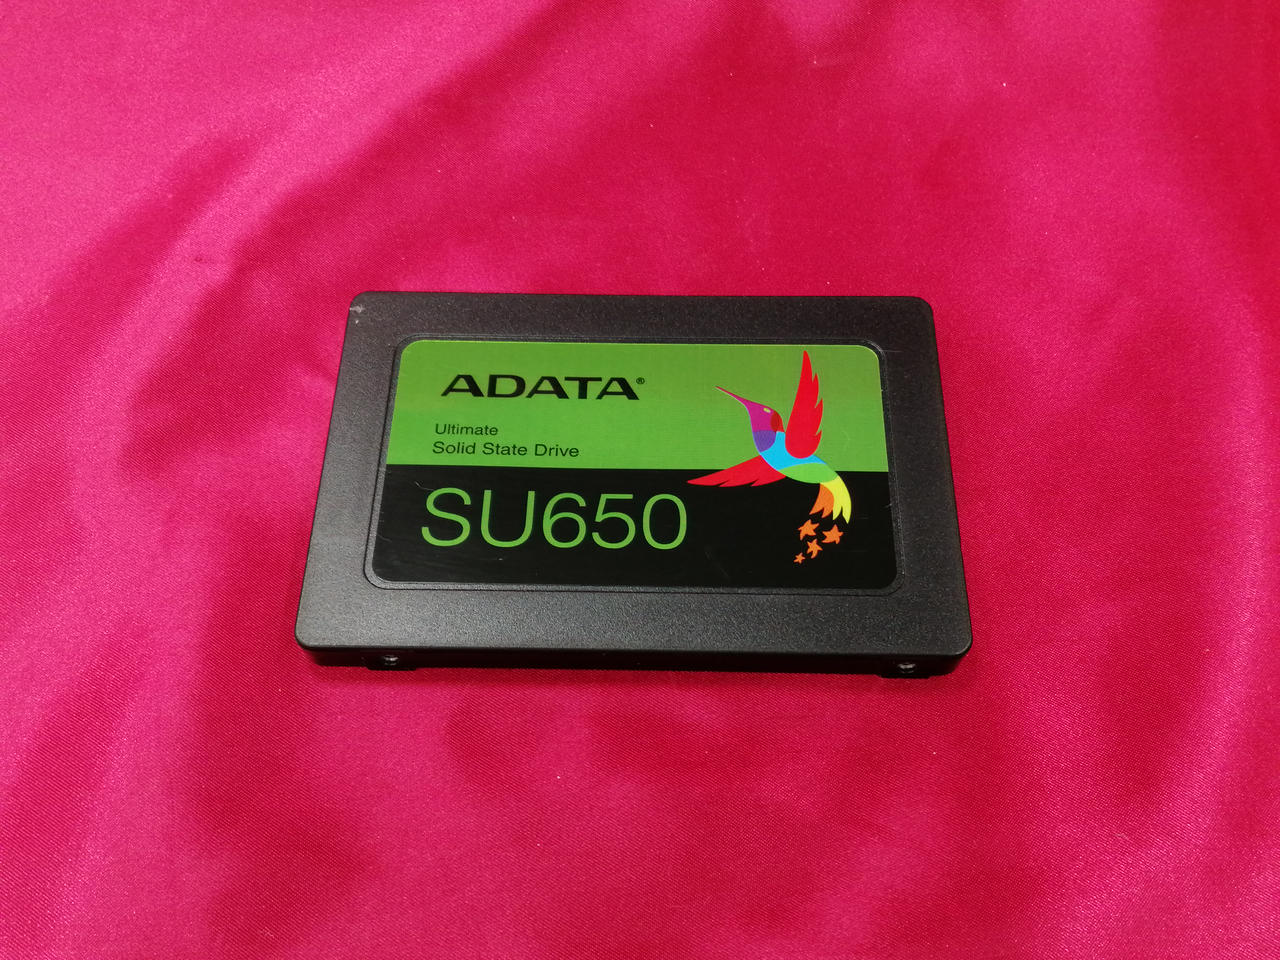 ADATA®
Ultimate
Solid State Drive
SU650